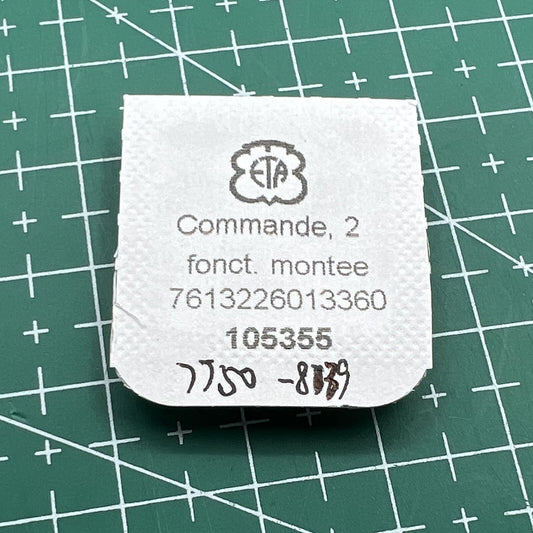 ETA
Commande, 2
fonct. montee
7613226013360
105355
7750